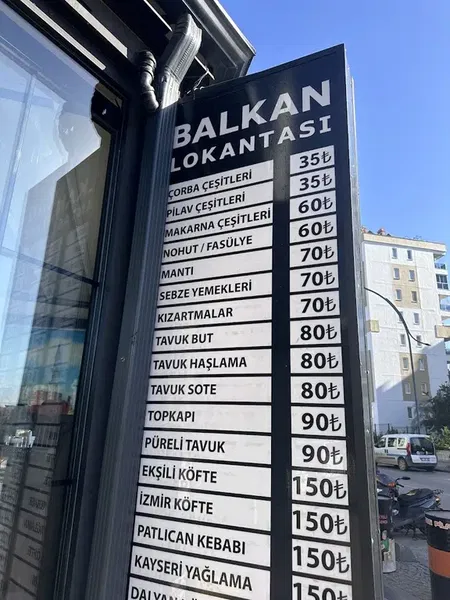 BALKAN
LOKANTASI
ÇORBA ÇEŞİTLERİ 35₺
PİLAV ÇEŞİTLERİ 35₺
MAKARNA ÇEŞİTLERİ 60₺
NOHUT / FASÜLYE 60₺
MANTI 70₺
SEBZE YEMEKLERİ 70₺
KIZARTMALAR 70₺
TAVUK BUT 80₺
TAVUK HAŞLAMA 80₺
TAVUK SOTE 80₺
TOPKAPI 90₺
PÜRELİ TAVUK 90₺
EKŞİLİ KÖFTE 150₺
İZMİR KÖFTE 150₺
PATLICAN KEBABI 150₺
KAYSERİ YAĞLAMA 150₺
DALYAN